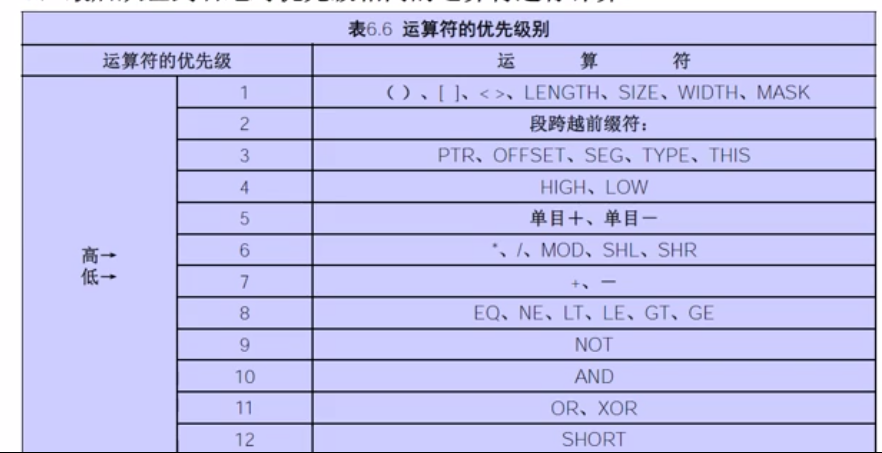 表6.6 运算符的优先级别
运算符的优先级 运 算 符
1 ( )、[ ]、< >、LENGTH、SIZE、WIDTH、MASK
2 段跨越前缀符:
3 PTR、OFFSET、SEG、TYPE、THIS
4 HIGH、LOW
5 单目＋、单目－
高→
低→
6 *、/、MOD、SHL、SHR
7 +、－
8 EQ、NE、LT、LE、GT、GE
9 NOT
10 AND
11 OR、XOR
12 SHORT